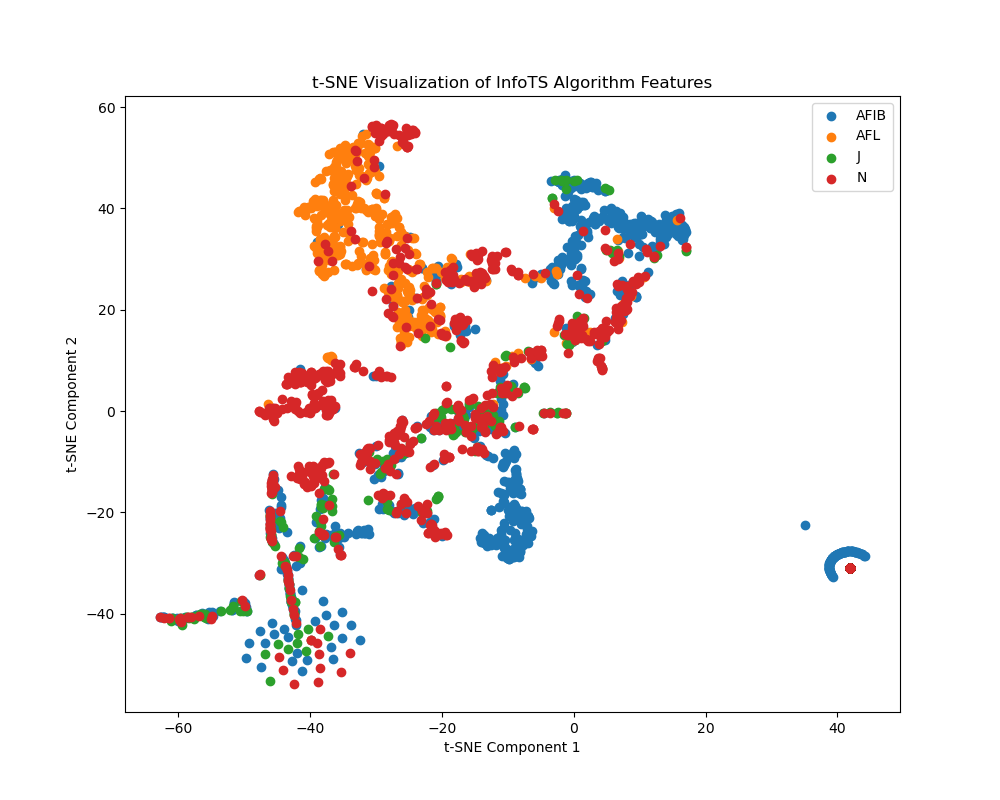 t-SNE Visualization of InfoTS Algorithm Features
60
40
20
0
−20
−40
t-SNE Component 2
AFIB
AFL
J
N
−60
−40
−20
0
20
40
t-SNE Component 1